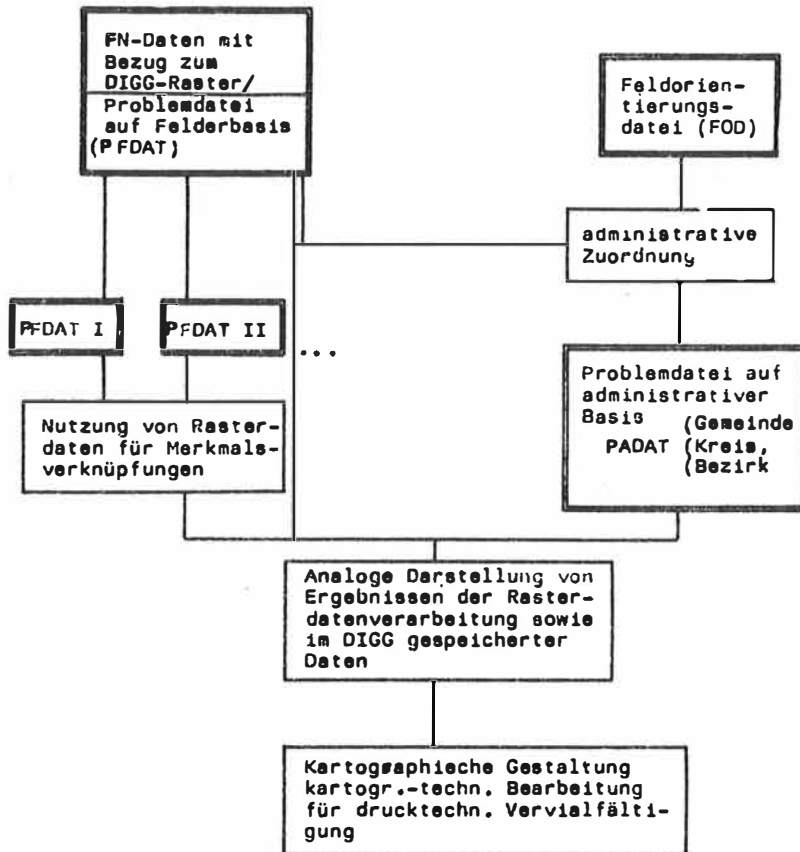 FN-Daten mit
Bezug zum
DIGG-Raster/
Problemdatei
auf Felderbasis
(PFDAT)
Feldorien-
tierungs-
datei (FOD)
administrative
Zuordnung
PFDAT I
PFDAT II
...
Nutzung von Raster-
daten für Merkmals-
verknüpfungen
Problemdatei auf
administrativer
Basis (Gemeinde
PADAT (Kreis,
(Bezirk
Analoge Darstellung von
Ergebnissen der Raster-
datenverarbeitung sowie
im DIGG gespeicherter
Daten
Kartographische Gestaltung
kartogr.-techn. Bearbeitung
für drucktechn. Vervialfälti-
gung